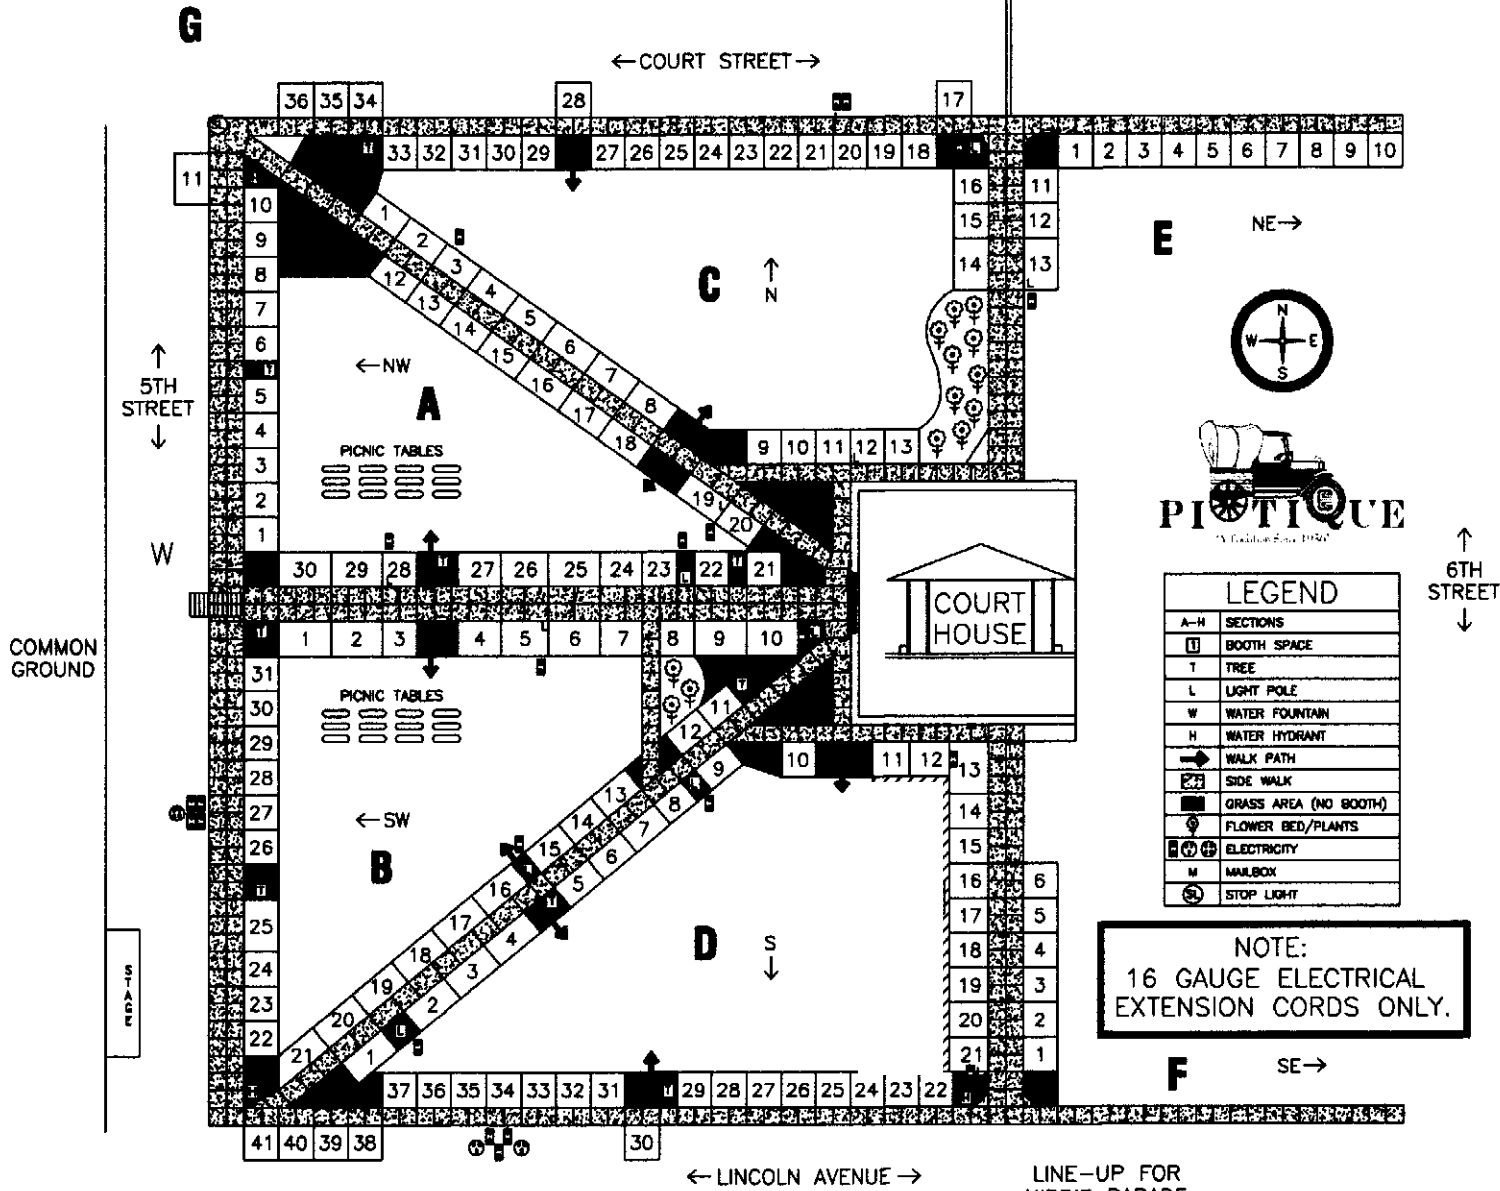 G
←COURT STREET→
36 35 34
28
17
33 32 31 30 29
27 26 25 24 23 22 21 20 19 18
1 2 3 4 5 6 7 8 9 10
11
10
9
8
7
6
T
5
4
3
2
1
1 2 3 4 5 6 7 8
12 13 14 15 16 17 18
19 20
C
↑
N
16
15
14
11
12
13
L
E
NE→
N
W E
S
←NW
A
PICNIC TABLES
↑
5TH
STREET
↓
W
9 10 11 12 13
PIOTIQUE
30 29 28 T 27 26 25 24 23 L 22 T 21
COURT
HOUSE
↑
6TH
STREET
↓
LEGEND
A-H SECTIONS
1 BOOTH SPACE
T TREE
L LIGHT POLE
W WATER FOUNTAIN
H WATER HYDRANT
WALK PATH
SIDE WALK
GRASS AREA (NO BOOTH)
FLOWER BED/PLANTS
ELECTRICITY
M MAILBOX
SL STOP LIGHT
COMMON
GROUND
T 1 2 3 4 5 6 7 8 9 10
31
30
29
28
27
26
T
25
24
23
22
PICNIC TABLES
11
12
13
14
15
16
17
18
19
20
21
←SW
B
9
8
7
6
5
T
4
3
2
L
1
10 11 12
13
14
15
16
17
18
19
20
21
6
5
4
3
2
1
D
S
↓
STAGE
NOTE:
16 GAUGE ELECTRICAL
EXTENSION CORDS ONLY.
F
SE→
37 36 35 34 33 32 31 T 29 28 27 26 25 24 23 22
41 40 39 38
30
←LINCOLN AVENUE→
LINE-UP FOR